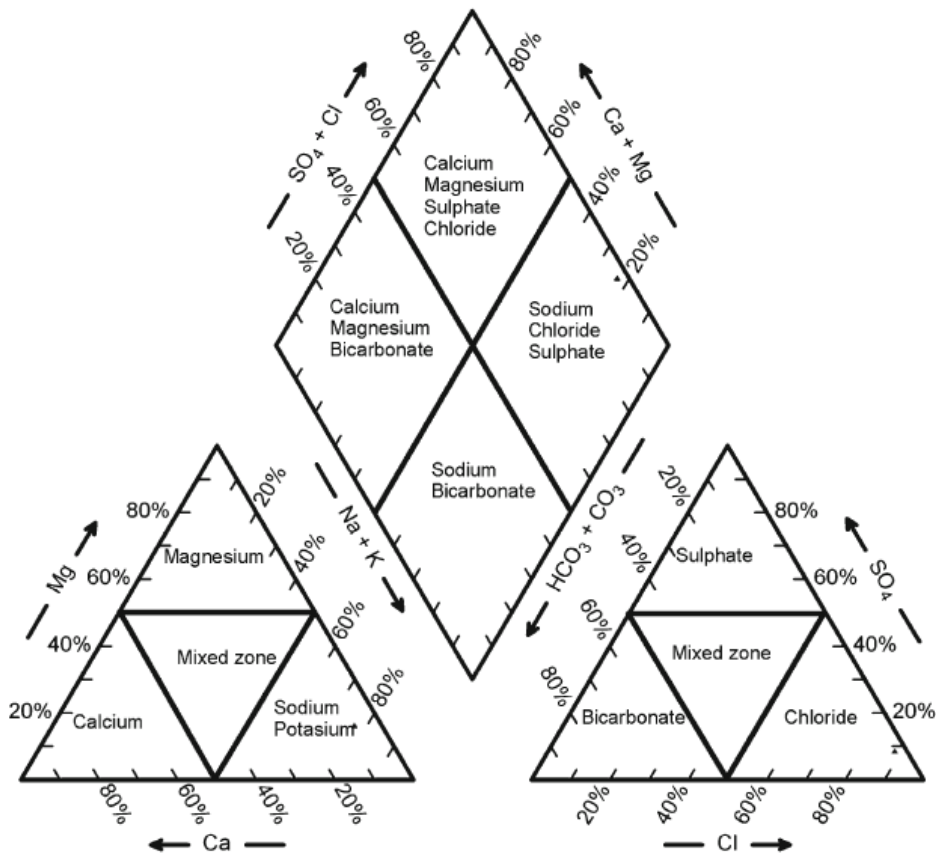 80%
80%
60%
60%
SO₄ + Cl
Ca + Mg
40%
40%
20%
20%
Calcium
Magnesium
Sulphate
Chloride
Calcium
Magnesium
Bicarbonate
Sodium
Chloride
Sulphate
Sodium
Bicarbonate
Na + K
HCO₃ + CO₃
Mg
80%
60%
40%
20%
20%
40%
60%
80%
Magnesium
Mixed zone
Calcium
Sodium
Potasium
80%
60%
40%
20%
Ca
20%
40%
60%
80%
80%
60%
40%
20%
SO₄
Sulphate
Mixed zone
Bicarbonate
Chloride
20%
40%
60%
80%
Cl